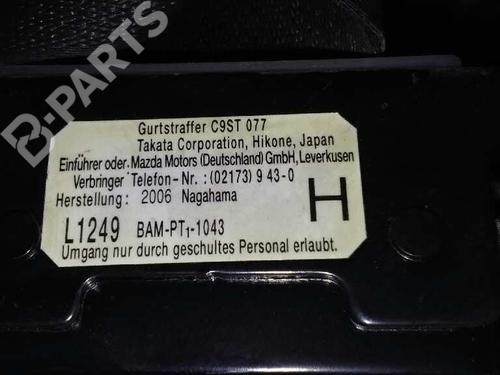 B-PARTS
Gurtstraffer C9ST 077
Takata Corporation, Hikone, Japan
Einführer oder. Mazda Motors (Deutschland) GmbH, Leverkusen
Verbringer Telefon-Nr. : (02173) 9 43-0
Herstellung: 2006 Nagahama
H
L1249 BAM-PT1-1043
Umgang nur durch geschultes Personal erlaubt.